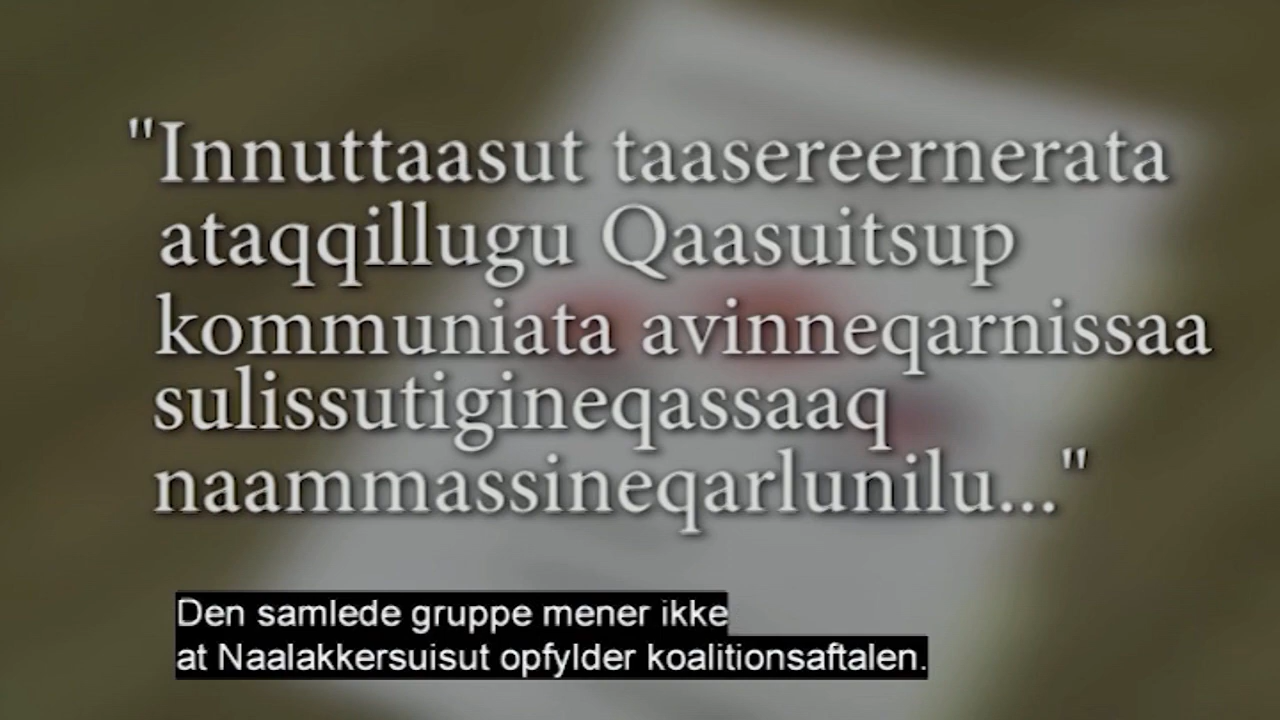 "Innuttaasut taasereernerata
ataqqillugu Qaasuitsup
kommuniata avinneqarnissaa
sulissutigineqassaaq
naammassineqarlunilu..."
Den samlede gruppe mener ikke
at Naalakkersuisut opfylder koalitionsaftalen.